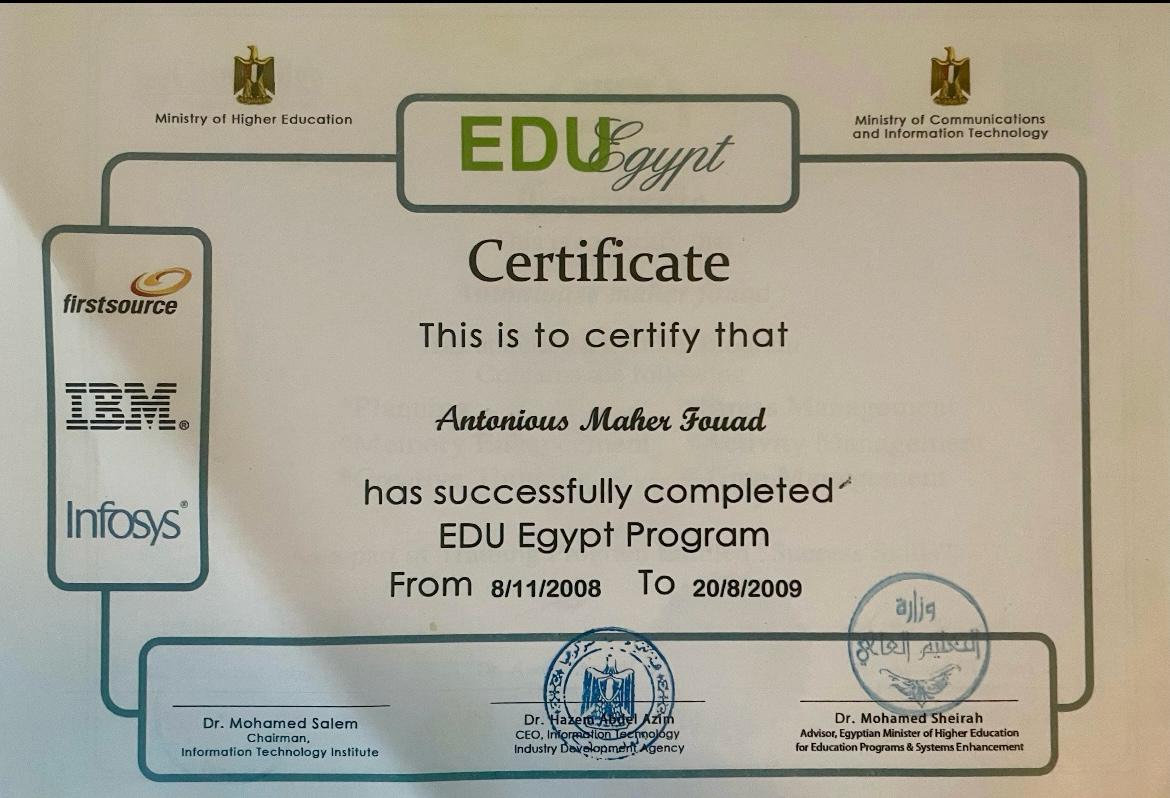 Ministry of Higher Education
Ministry of Communications
and Information Technology
EDU Egypt
firstsource
IBM®
Infosys®
Certificate
This is to certify that
Antonious Maher Fouad
has successfully completed
EDU Egypt Program
From 8/11/2008 To 20/8/2009
وزارة
التعليم العالي
Dr. Mohamed Salem
Chairman,
Information Technology Institute
Dr. Hazem Abdel Azim
CEO, Information Technology
Industry Development Agency
Dr. Mohamed Sheirah
Advisor, Egyptian Minister of Higher Education
for Education Programs & Systems Enhancement